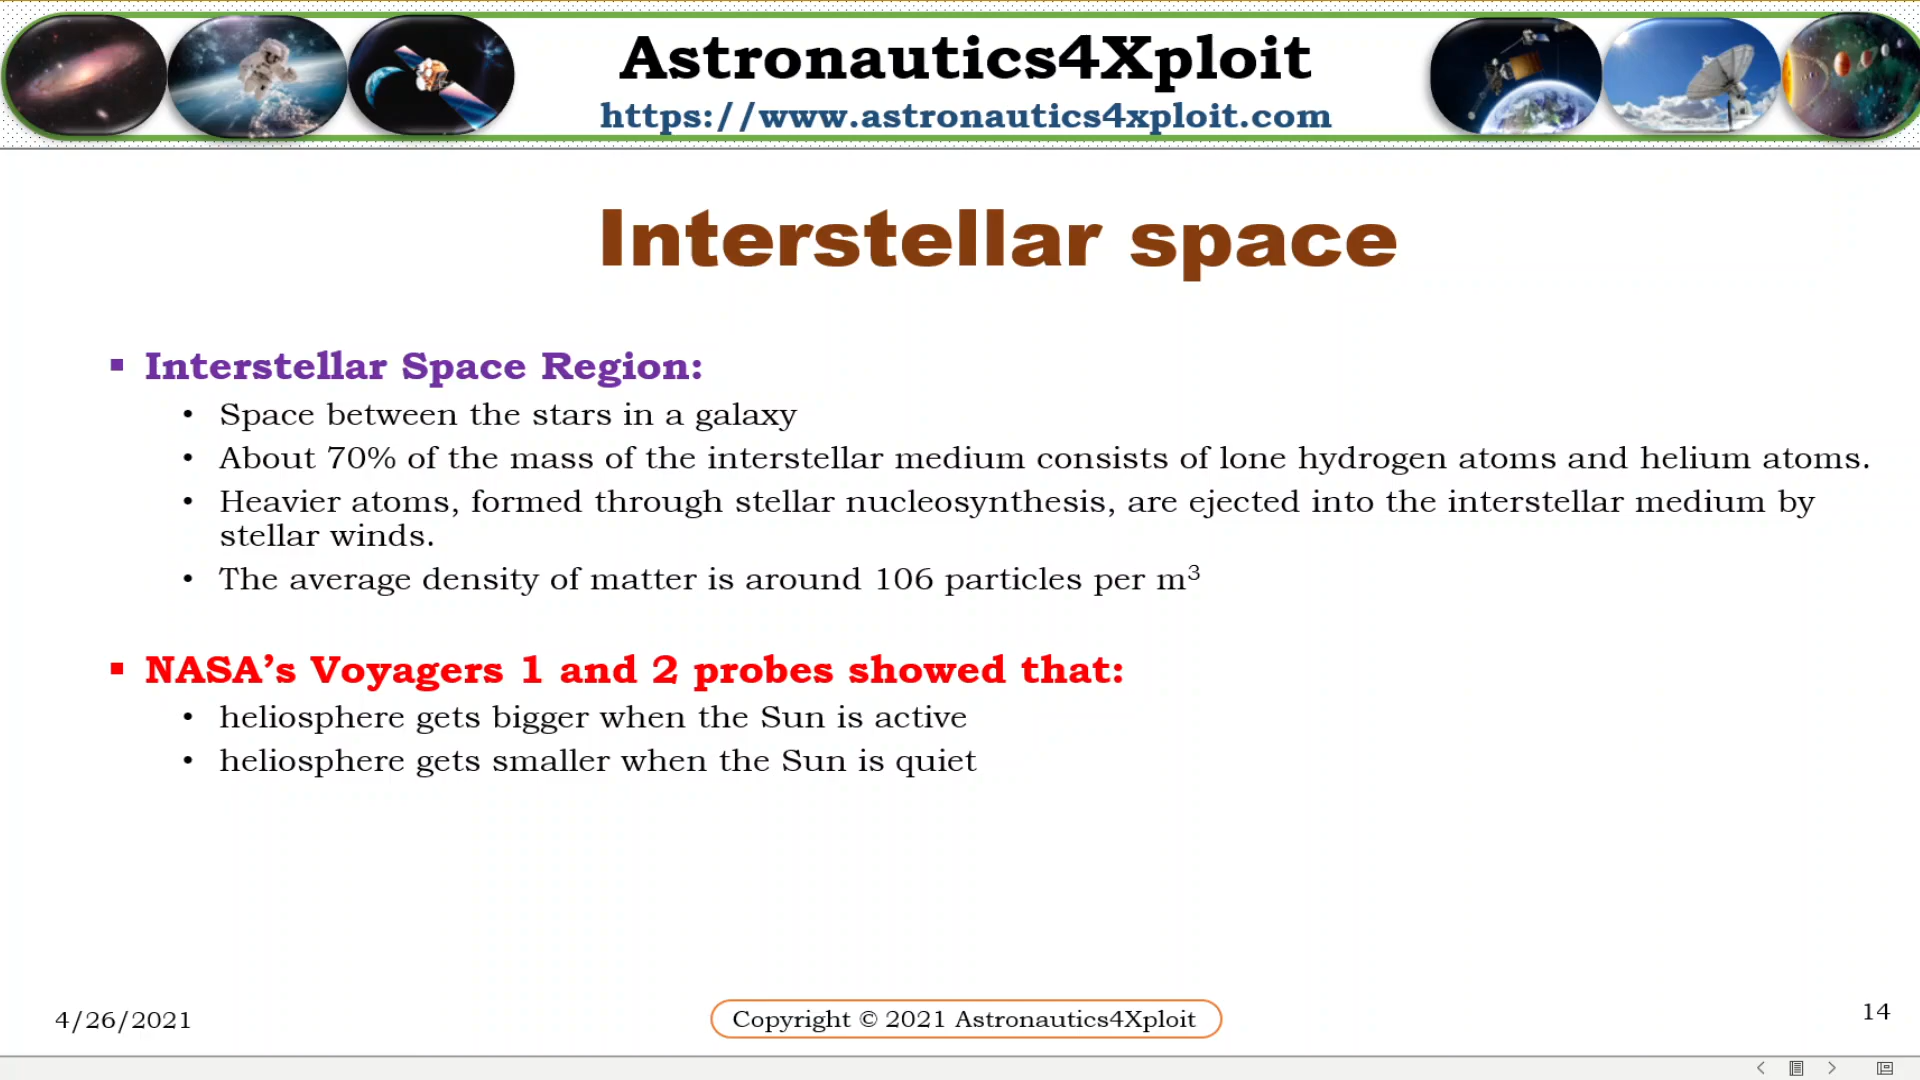 Astronautics4Xploit
https://www.astronautics4xploit.com
Interstellar space
▪ Interstellar Space Region:
• Space between the stars in a galaxy
• About 70% of the mass of the interstellar medium consists of lone hydrogen atoms and helium atoms.
• Heavier atoms, formed through stellar nucleosynthesis, are ejected into the interstellar medium by
stellar winds.
• The average density of matter is around 106 particles per m³
▪ NASA’s Voyagers 1 and 2 probes showed that:
• heliosphere gets bigger when the Sun is active
• heliosphere gets smaller when the Sun is quiet
4/26/2021
Copyright © 2021 Astronautics4Xploit
14